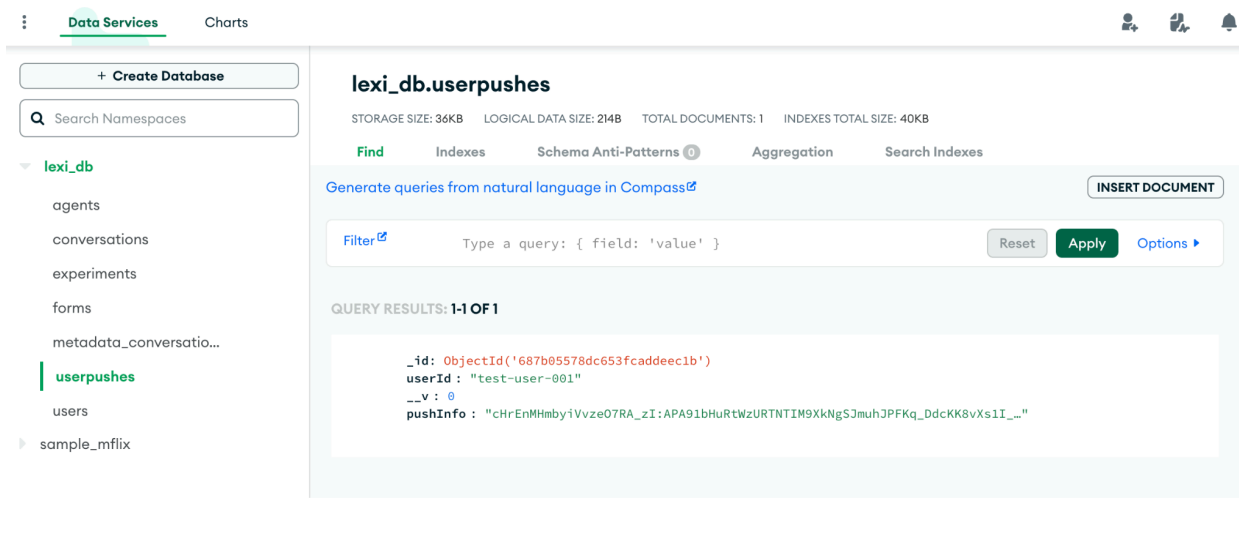 Data Services Charts
+ Create Database
Search Namespaces
lexi_db
agents
conversations
experiments
forms
metadata_conversatio...
userpushes
users
sample_mflix
lexi_db.userpushes
STORAGE SIZE: 36KB LOGICAL DATA SIZE: 214B TOTAL DOCUMENTS: 1 INDEXES TOTAL SIZE: 40KB
Find Indexes Schema Anti-Patterns 0 Aggregation Search Indexes
Generate queries from natural language in Compass INSERT DOCUMENT
Filter Type a query: { field: 'value' } Reset Apply Options
QUERY RESULTS: 1-1 OF 1
_id: ObjectId('687b05578dc653fcaddeec1b')
userId : "test-user-001"
__v : 0
pushInfo : "cHrEnMHmbyiVvzeO7RA_zI:APA91bHuRtWzURTNTIM9XkNgSJmuhJPFKq_DdcKK8vXs1I_…"